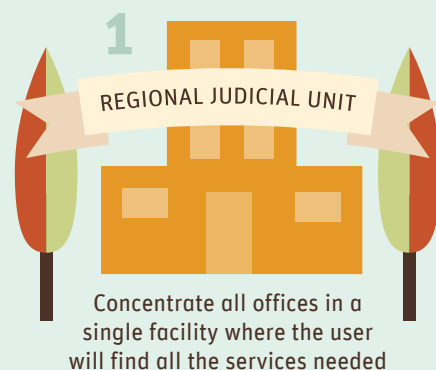 1
REGIONAL JUDICIAL UNIT
Concentrate all offices in a
single facility where the user
will find all the services needed